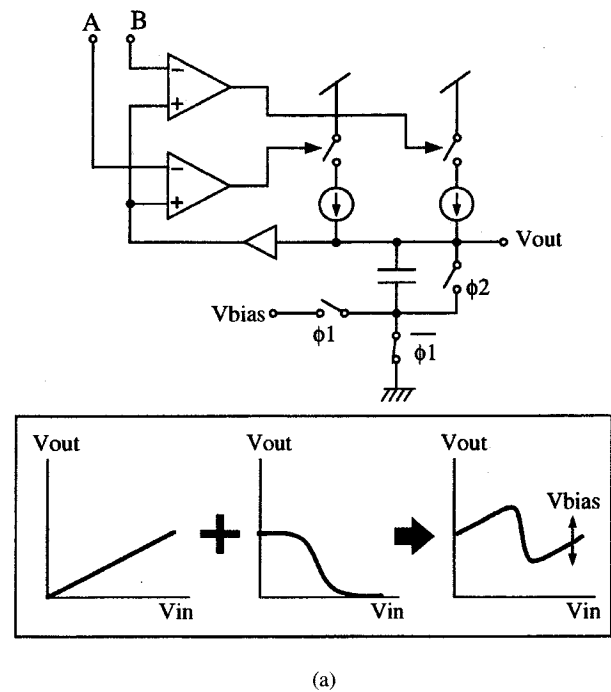 A B
−
+
−
+
Vout
ϕ2
Vbias
ϕ1
ϕ1
Vout
Vin
+
Vout
Vin
Vout
Vbias
Vin
(a)